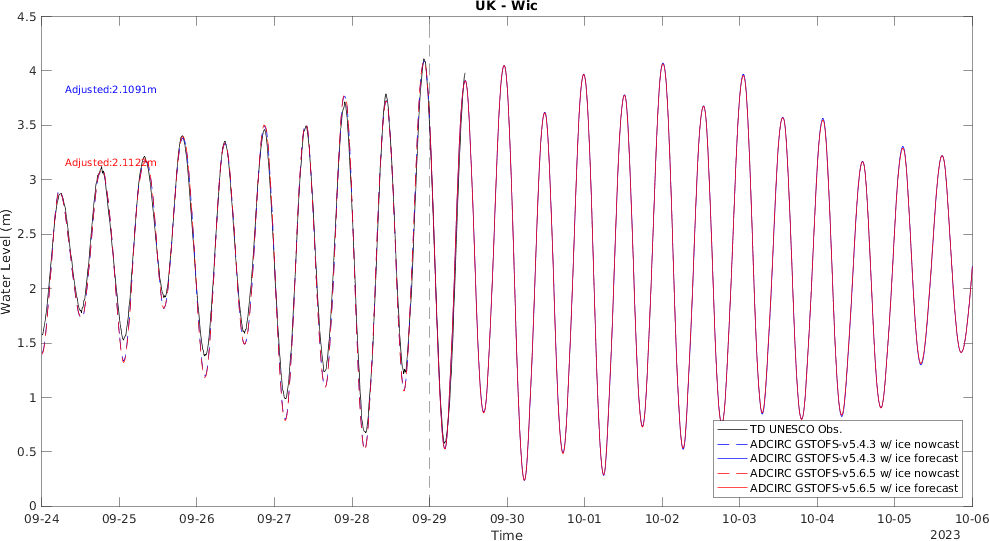 UK - Wic
4.5
4
3.5
3
2.5
2
1.5
1
0.5
0
Water Level (m)
Adjusted:2.1091m
Adjusted:2.1122m
TD UNESCO Obs.
ADCIRC GSTOFS-v5.4.3 w/ ice nowcast
ADCIRC GSTOFS-v5.4.3 w/ ice forecast
ADCIRC GSTOFS-v5.6.5 w/ ice nowcast
ADCIRC GSTOFS-v5.6.5 w/ ice forecast
09-24 09-25 09-26 09-27 09-28 09-29 09-30 10-01 10-02 10-03 10-04 10-05 10-06
Time
2023